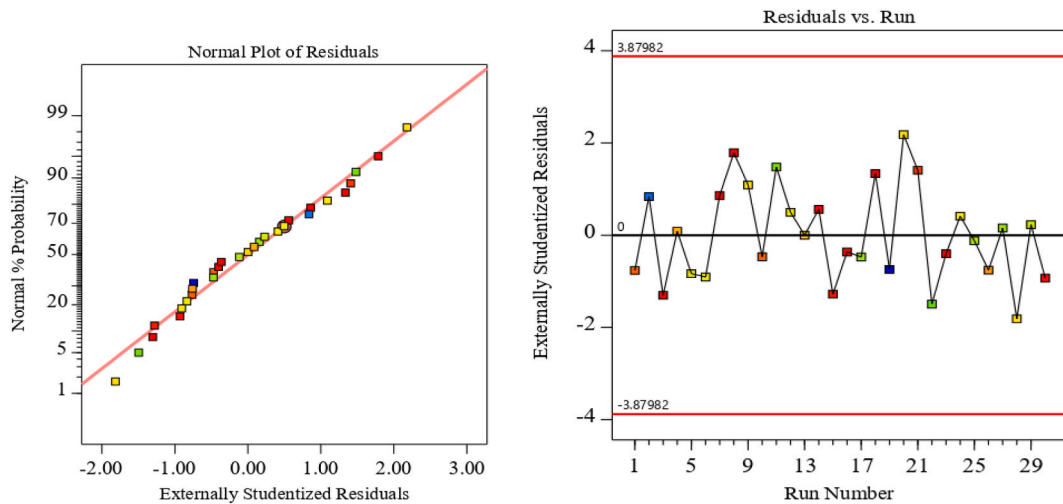 Normal Plot of Residuals
Normal % Probability
99
90
70
50
20
5
1
-2.00 -1.00 0.00 1.00 2.00 3.00
Externally Studentized Residuals
Residuals vs. Run
Externally Studentized Residuals
4
2
0
-2
-4
3.87982
0
-3.87982
1 5 9 13 17 21 25 29
Run Number